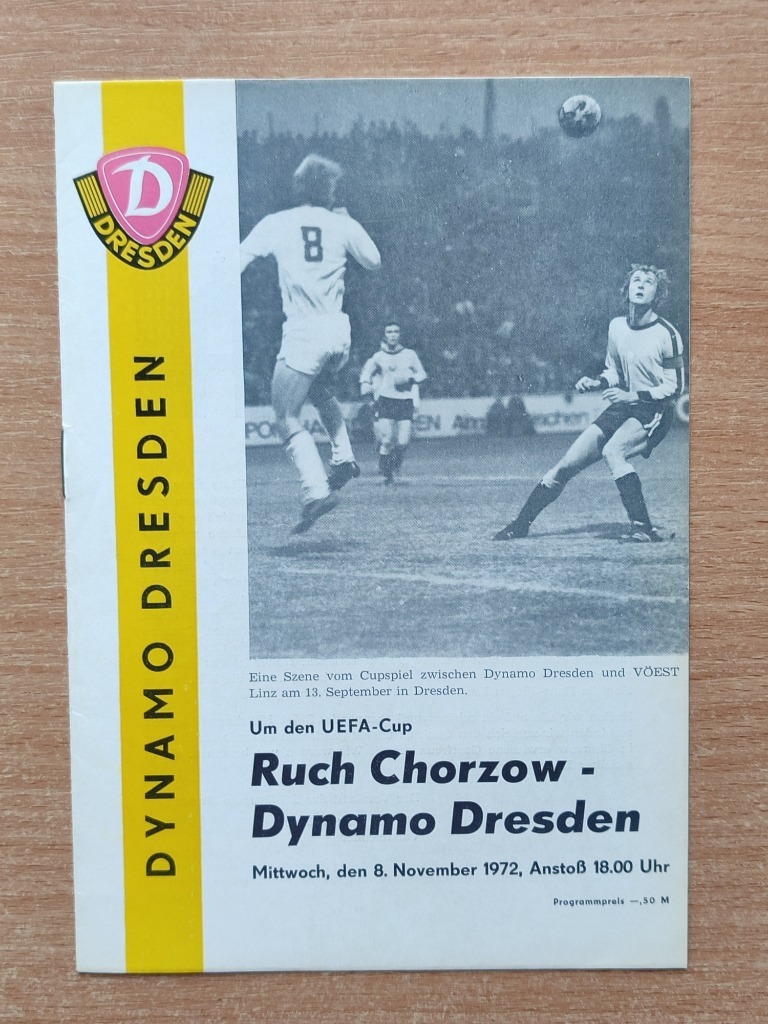 D
DRESDEN
DYNAMO DRESDEN
8
Eine Szene vom Cupspiel zwischen Dynamo Dresden und VÖEST
Linz am 13. September in Dresden.
Um den UEFA-Cup
Ruch Chorzow -
Dynamo Dresden
Mittwoch, den 8. November 1972, Anstoß 18.00 Uhr
Programmpreis —,50 M